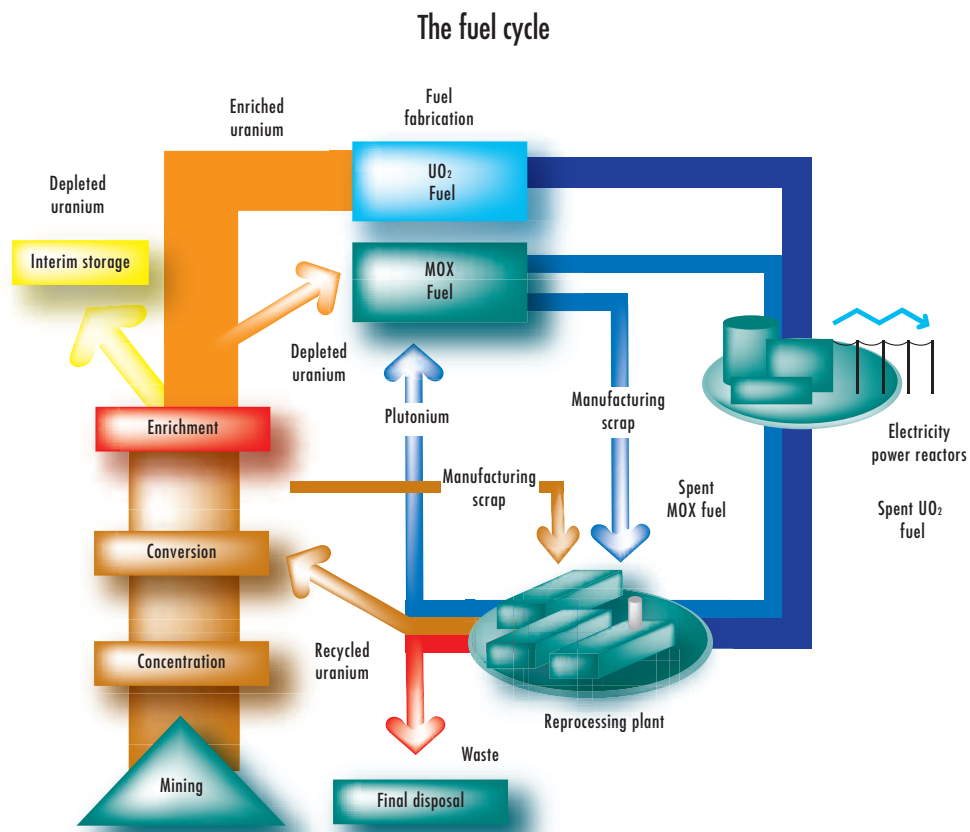 The fuel cycle
Fuel
fabrication
Enriched
uranium
UO₂
Fuel
Depleted
uranium
Interim storage
MOX
Fuel
Depleted
uranium
Plutonium
Manufacturing
scrap
Enrichment
Electricity
power reactors
Manufacturing
scrap
Spent
MOX fuel
Spent UO₂
fuel
Conversion
Concentration
Recycled
uranium
Reprocessing plant
Waste
Mining
Final disposal